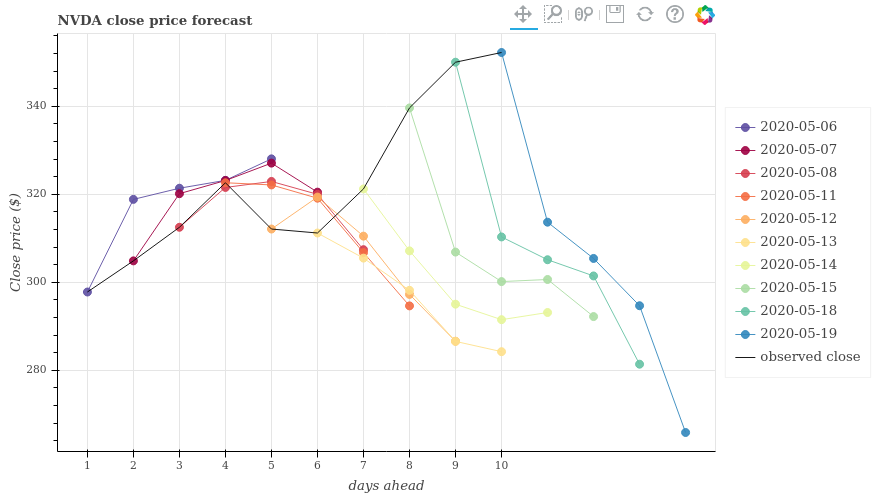 NVDA close price forecast
Close price ($)
340
320
300
280
1 2 3 4 5 6 7 8 9 10
days ahead
2020-05-06
2020-05-07
2020-05-08
2020-05-11
2020-05-12
2020-05-13
2020-05-14
2020-05-15
2020-05-18
2020-05-19
observed close